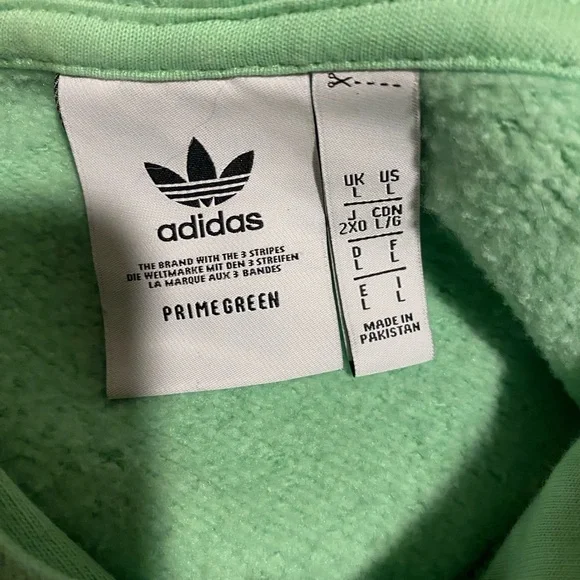 adidas
THE BRAND WITH THE 3 STRIPES
DIE WELTMARKE MIT DEN 3 STREIFEN
LA MARQUE AUX 3 BANDES
PRIMEGREEN
UK US
L L
J CDN
2XO L/G
D F
L L
E I
L L
MADE IN
PAKISTAN